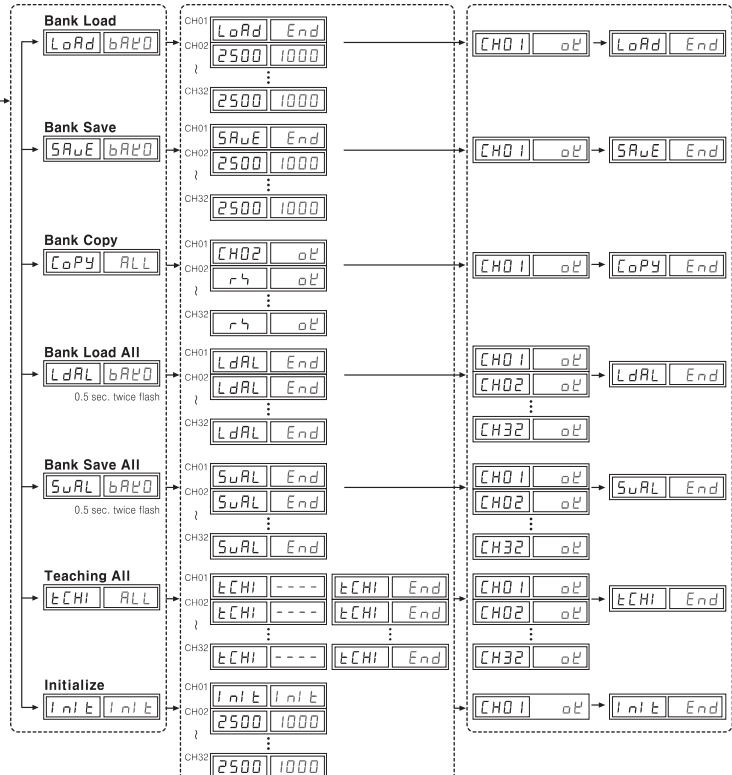 Bank Load
LoAd bAK0
CH01 LoAd End
CH02 2500 1000
~
CH32 2500 1000
CH01 oK
LoAd End
Bank Save
SAvE bAK0
CH01 SAvE End
CH02 2500 1000
~
CH32 2500 1000
CH01 oK
SAvE End
Bank Copy
CoPY ALL
CH01 CH02 oK
CH02 oK
~
CH32 oK
CH01 oK
CoPY End
Bank Load All
LdAL bAK0
0.5 sec. twice flash
CH01 LdAL End
CH02 LdAL End
~
CH32 LdAL End
CH01 oK
CH02 oK
CH32 oK
LdAL End
Bank Save All
SvAL bAK0
0.5 sec. twice flash
CH01 SvAL End
CH02 SvAL End
~
CH32 SvAL End
CH01 oK
CH02 oK
CH32 oK
SvAL End
Teaching All
tCHI ALL
CH01 tCHI ---- tCHI End
CH02 tCHI ---- tCHI End
~
CH32 tCHI ---- tCHI End
CH01 oK
CH02 oK
CH32 oK
tCHI End
Initialize
InIt InIt
CH01 InIt InIt
CH02 2500 1000
~
CH32 2500 1000
CH01 oK
InIt End